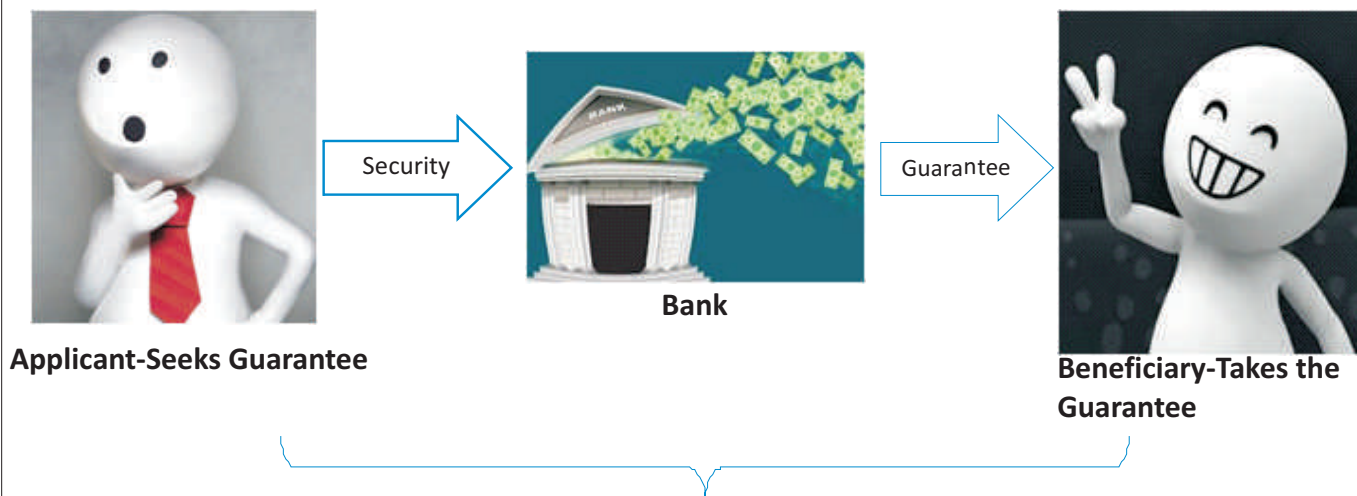 BANK
Security
Guarantee
Bank
Applicant-Seeks Guarantee
Beneficiary-Takes the
Guarantee